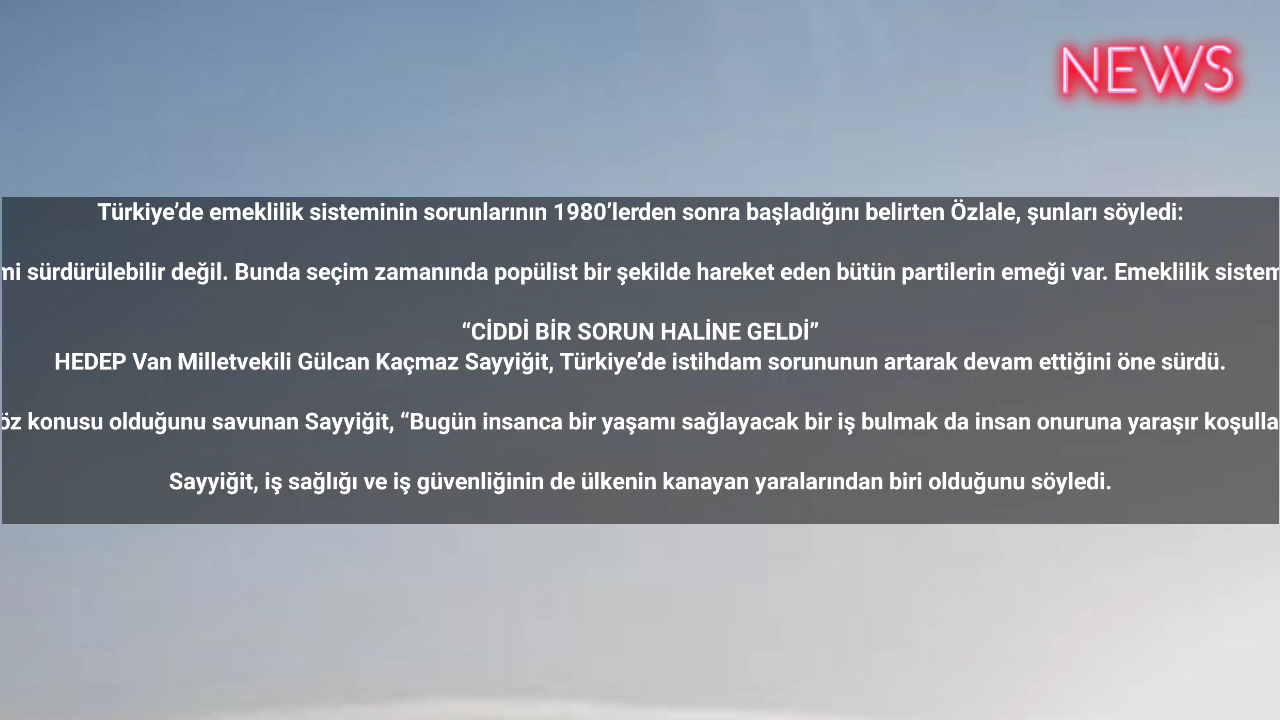 NEWS
Türkiye’de emeklilik sisteminin sorunlarının 1980’lerden sonra başladığını belirten Özlale, şunları söyledi:
mi sürdürülebilir değil. Bunda seçim zamanında popülist bir şekilde hareket eden bütün partilerin emeği var. Emeklilik sistem
“CİDDİ BİR SORUN HALİNE GELDİ”
HEDEP Van Milletvekili Gülcan Kaçmaz Sayyiğit, Türkiye’de istihdam sorununun artarak devam ettiğini öne sürdü.
öz konusu olduğunu savunan Sayyiğit, “Bugün insanca bir yaşamı sağlayacak bir iş bulmak da insan onuruna yaraşır koşulla
Sayyiğit, iş sağlığı ve iş güvenliğinin de ülkenin kanayan yaralarından biri olduğunu söyledi.